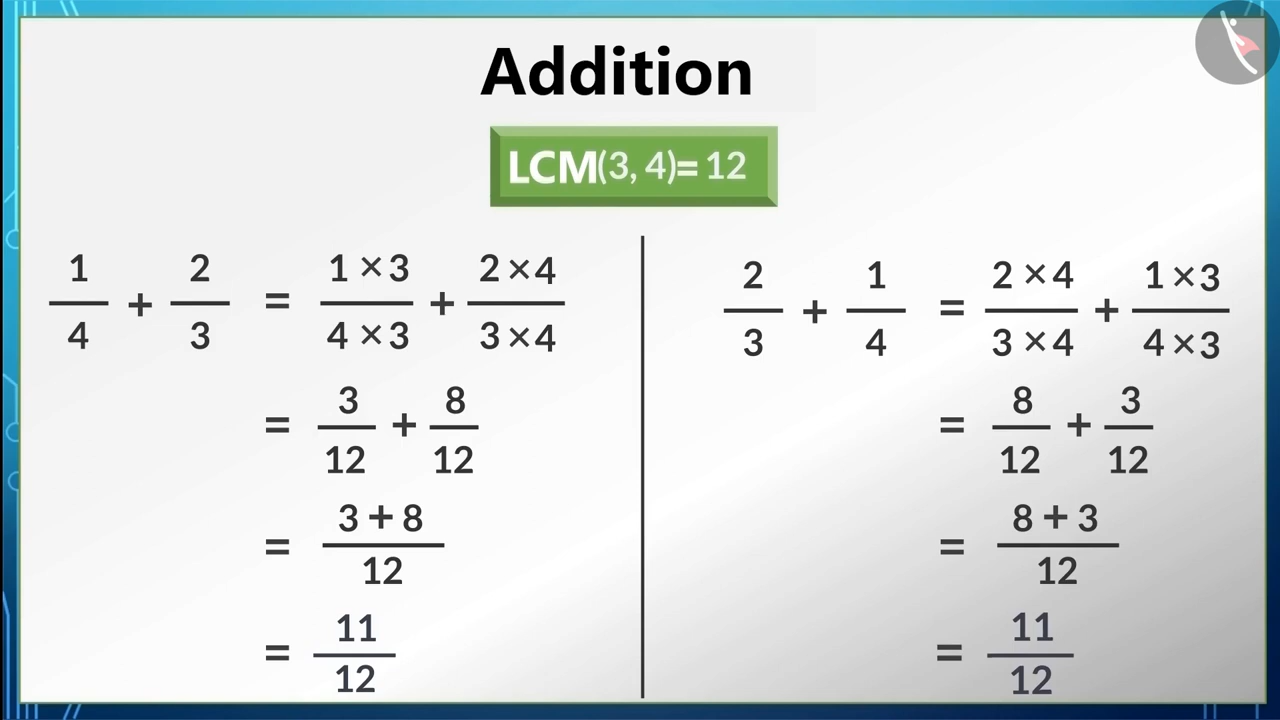 Addition
LCM(3, 4)= 12
1/4 + 2/3 = 1 × 3/4 × 3 + 2 × 4/3 × 4
= 3/12 + 8/12
= 3 + 8/12
= 11/12
2/3 + 1/4 = 2 × 4/3 × 4 + 1 × 3/4 × 3
= 8/12 + 3/12
= 8 + 3/12
= 11/12